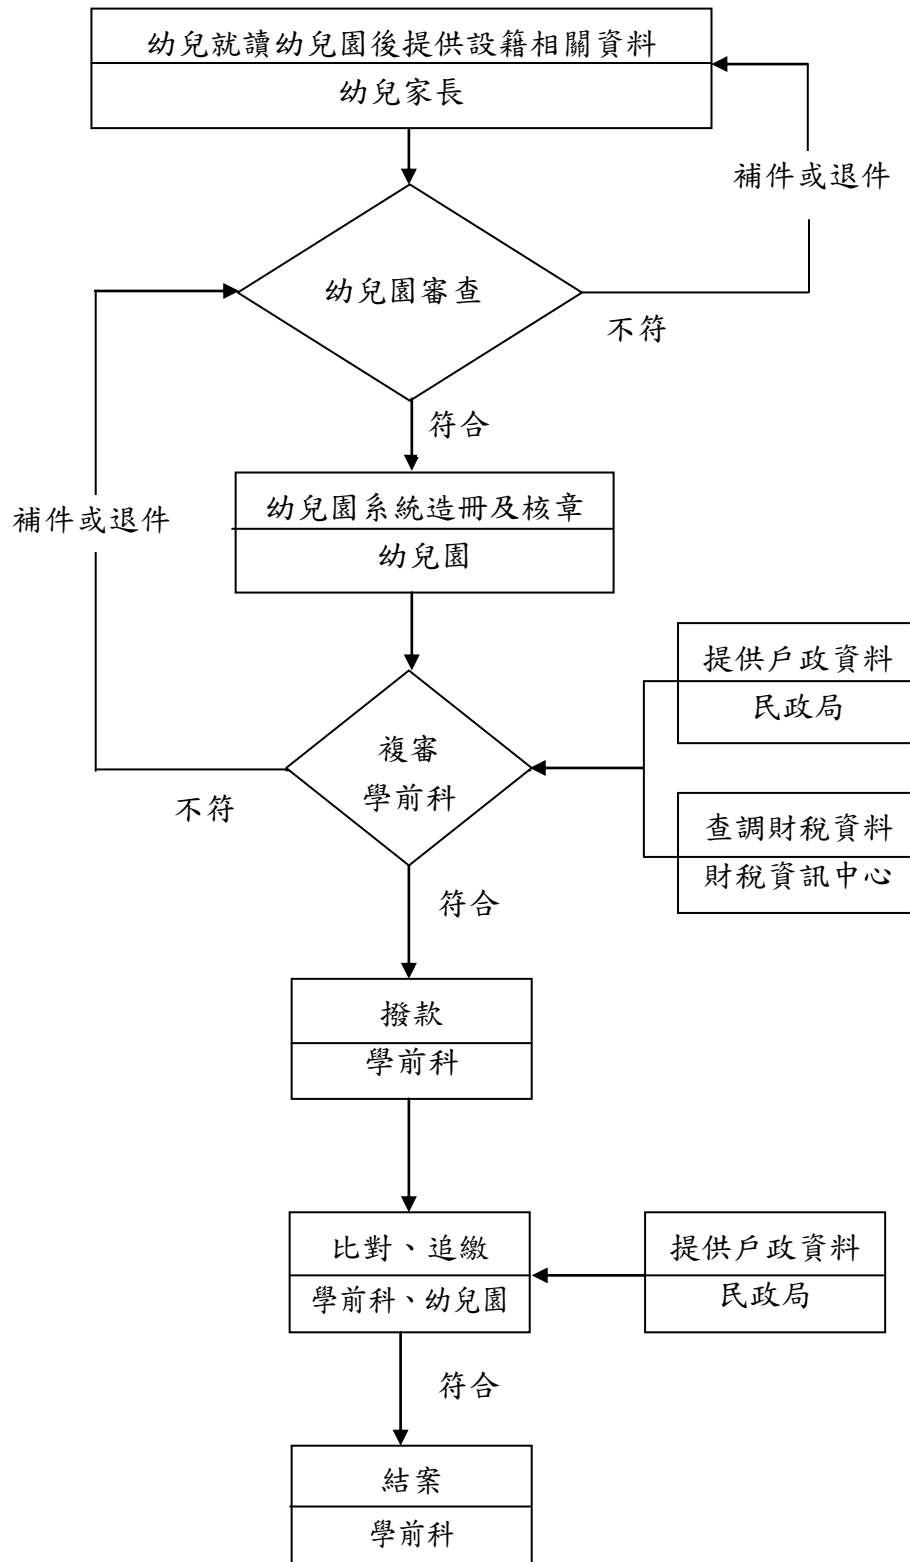 幼兒就讀幼兒園後提供設籍相關資料
幼兒家長
補件或退件
幼兒園審查
不符
符合
幼兒園系統造冊及核章
幼兒園
補件或退件
提供戶政資料
民政局
複審
學前科
不符
查調財稅資料
財稅資訊中心
符合
撥款
學前科
比對、追繳
學前科、幼兒園
提供戶政資料
民政局
符合
結案
學前科